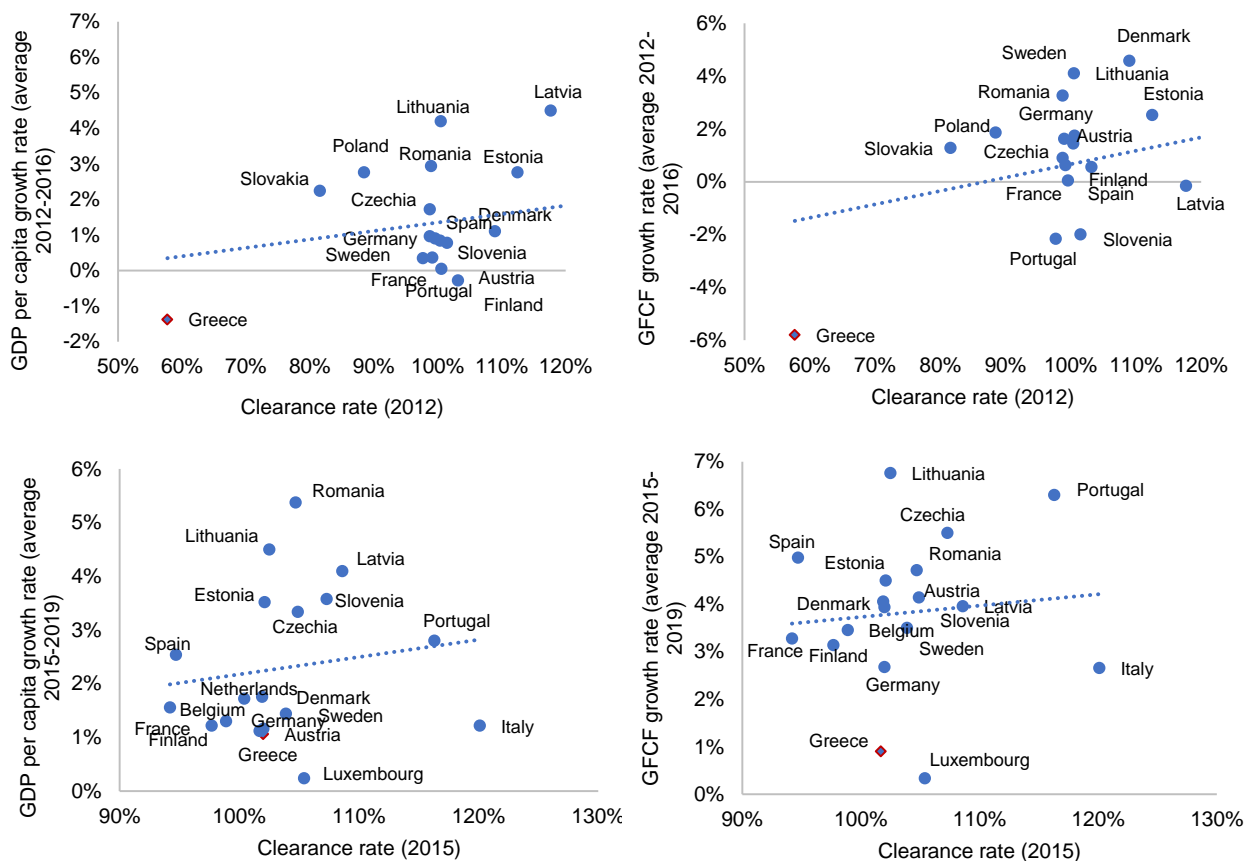 GDP per capita growth rate (average
2012-2016)
7%
6%
5%
4%
3%
2%
1%
0%
-1%
-2%
Latvia
Lithuania
Poland
Romania
Estonia
Slovakia
Czechia
Spain
Denmark
Germany
Sweden
Slovenia
France
Austria
Portugal
Finland
Greece
50%
60%
70%
80%
90%
100%
110%
120%
Clearance rate (2012)
GFCF growth rate (average 2012-
2016)
6%
4%
2%
0%
-2%
-4%
-6%
Denmark
Sweden
Lithuania
Romania
Estonia
Germany
Poland
Austria
Slovakia
Czechia
Finland
France
Spain
Latvia
Slovenia
Portugal
Greece
50%
60%
70%
80%
90%
100%
110%
120%
Clearance rate (2012)
GDP per capita growth rate (average
2015-2019)
6%
5%
4%
3%
2%
1%
0%
Romania
Lithuania
Latvia
Estonia
Slovenia
Czechia
Portugal
Spain
Netherlands
Denmark
Belgium
Sweden
Germany
France
Austria
Finland
Greece
Italy
Luxembourg
90%
100%
110%
120%
130%
Clearance rate (2015)
GFCF growth rate (average 2015-
2019)
7%
6%
5%
4%
3%
2%
1%
0%
Lithuania
Portugal
Czechia
Spain
Romania
Estonia
Austria
Denmark
Latvia
Slovenia
Belgium
France
Finland
Sweden
Italy
Germany
Greece
Luxembourg
90%
100%
110%
120%
130%
Clearance rate (2015)